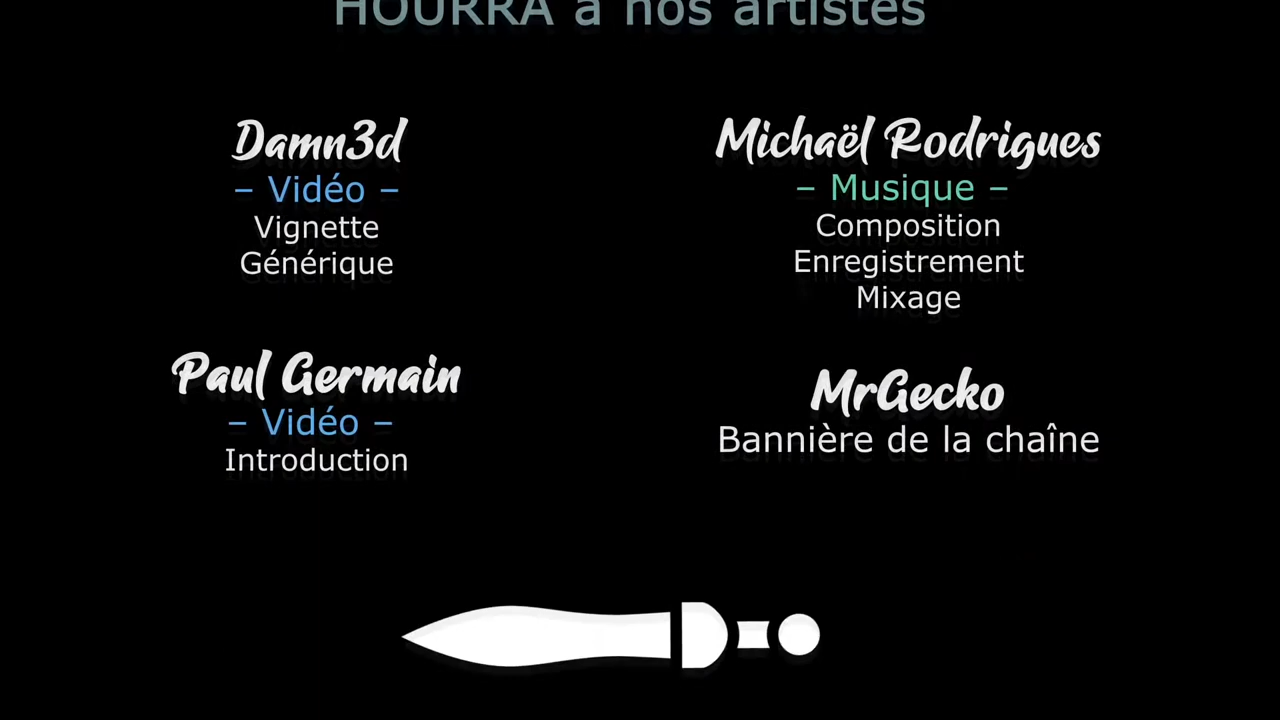 HOURRA à nos artistes
Damn3d
– Vidéo –
Vignette
Générique
Michaël Rodrigues
– Musique –
Composition
Enregistrement
Mixage
Paul Germain
– Vidéo –
Introduction
MrGecko
Bannière de la chaîne